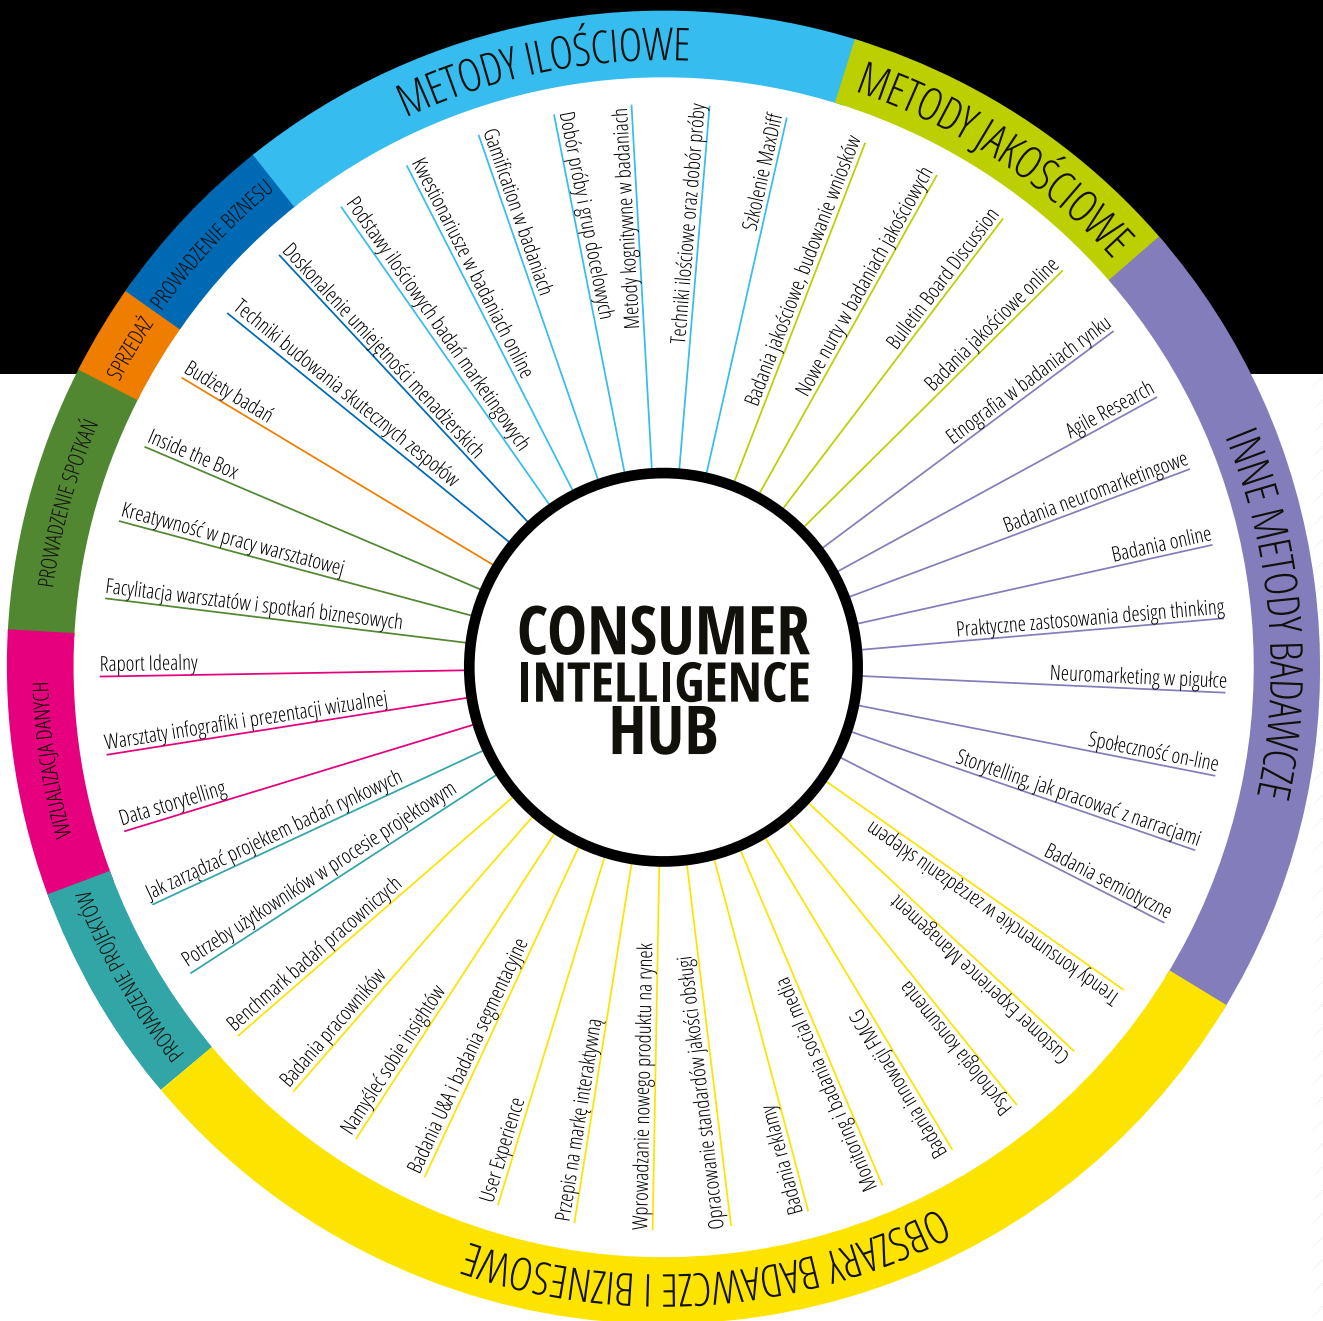 METODY ILOŚCIOWE
Podstawy ilościowych badań marketingowych
Kwestionariusze w badaniach online
Gamification w badaniach
Dobór próby i grup docelowych
Metody kognitywne w badaniach
Techniki ilościowe oraz dobór próby
Szkolenie MaxDiff
METODY JAKOŚCIOWE
Badania jakościowe, budowanie wniosków
Nowe nurty w badaniach jakościowych
Bulletin Board Discussion
Badania jakościowe online
INNE METODY BADAWCZE
Etnografia w badaniach rynku
Agile Research
Badania neuromarketingowe
Badania online
Praktyczne zastosowania design thinking
Neuromarketing w pigułce
Społeczność on-line
Storytelling, jak pracować z narracjami
Badania semiotyczne
OBSZARY BADAWCZE I BIZNESOWE
Trendy konsumenckie w zarządzaniu sklepem
Customer Experience Management
Psychologia konsumenta
Badania innowacji FMCG
Monitoring i badania social media
Badania reklamy
Opracowanie standardów jakości obsługi
Wprowadzanie nowego produktu na rynek
Przepis na markę interaktywną
User Experience
Badania U&A i badania segmentacyjne
Namyśleć sobie insightów
Badania pracowników
Benchmark badań pracowniczych
PROWADZENIE PROJEKTÓW
Potrzeby użytkowników w procesie projektowym
Jak zarządzać projektem badań rynkowych
WIZUALIZACJA DANYCH
Data storytelling
Warsztaty infografiki i prezentacji wizualnej
Raport Idealny
PROWADZENIE SPOTKAŃ
Facylitacja warsztatów i spotkań biznesowych
Kreatywność w pracy warsztatowej
Inside the Box
SPRZEDAŻ
Budżety badań
PROWADZENIE BIZNESU
Techniki budowania skutecznych zespołów
Doskonalenie umiejętności menadżerskich
CONSUMER
INTELLIGENCE
HUB